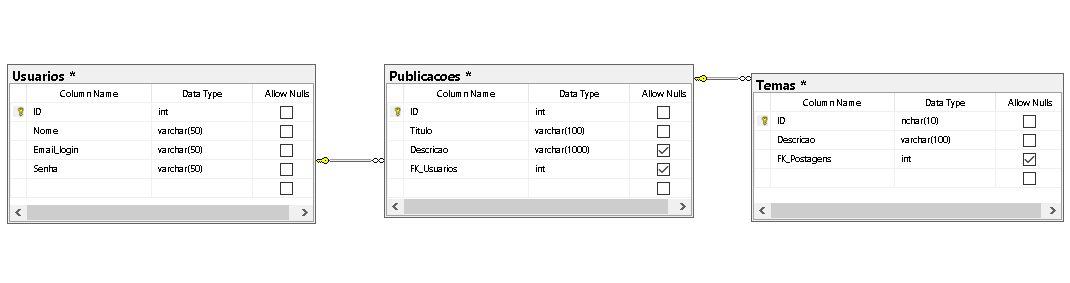 Usuarios *
Column Name Data Type Allow Nulls
ID int
Nome varchar(50)
Email_login varchar(50)
Senha varchar(50)
Publicacoes *
Column Name Data Type Allow Nulls
ID int
Titulo varchar(100)
Descricao varchar(1000)
FK_Usuarios int
Temas *
Column Name Data Type Allow Nulls
ID nchar(10)
Descricao varchar(100)
FK_Postagens int